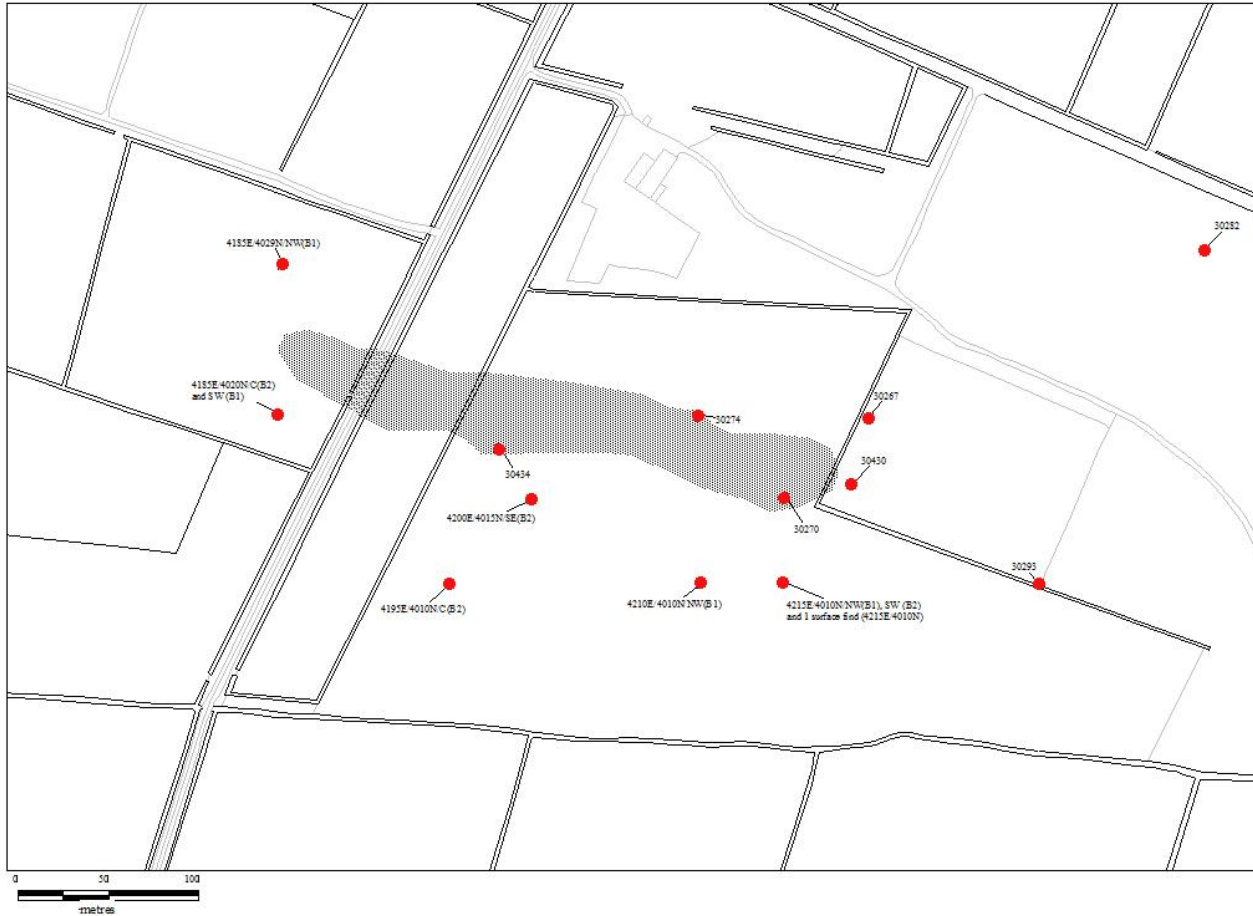 30282
4185E/4029N/NW(B1)
4185E/4020N/C(B2)
and SW (B1)
30267
30274
30434
30430
4200E/4015N/SE(B2)
30270
30293
4195E/4010N/C(B2)
4210E/4010N/NW(B1)
4215E/4010N/NW(B1), SW (B2)
and 1 surface find (4215E/4010N)
0 50 100
metres